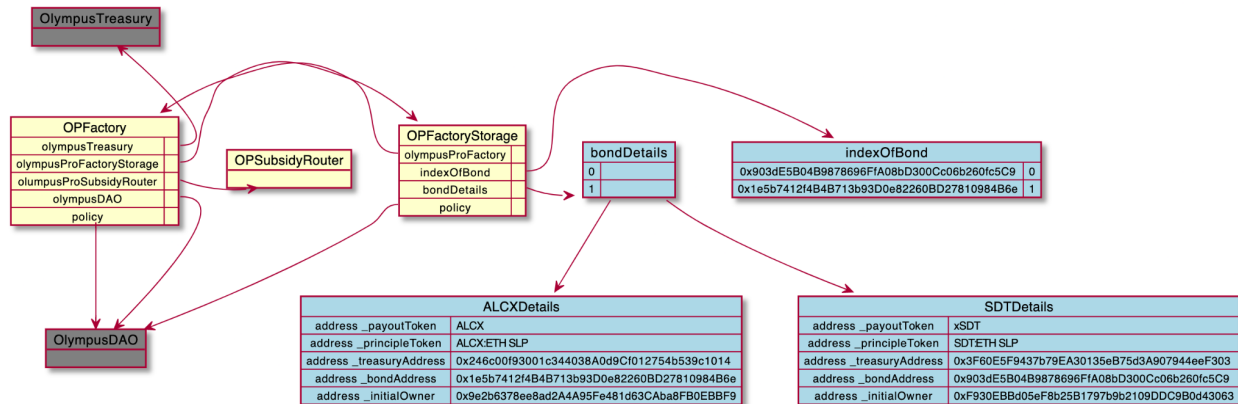 OlympusTreasury
OPFactory
olympusTreasury
olympusProFactoryStorage
olumpusProSubsidyRouter
olympusDAO
policy
OPSubsidyRouter
OPFactoryStorage
olympusProFactory
indexOfBond
bondDetails
policy
bondDetails
0
1
indexOfBond
0x903dE5B04B9878696FfA08bD300Cc06b260fc5C9 0
0x1e5b7412f4B4B713b93D0e82260BD27810984B6e 1
OlympusDAO
ALCXDetails
address _payoutToken ALCX
address _principleToken ALCX:ETH SLP
address _treasuryAddress 0x246c00f93001c344038A0d9Cf012754b539c1014
address _bondAddress 0x1e5b7412f4B4B713b93D0e82260BD27810984B6e
address _initialOwner 0x9e2b6378ee8ad2A4A95Fe481d63CAba8FB0EBBF9
SDTDetails
address _payoutToken xSDT
address _principleToken SDT:ETH SLP
address _treasuryAddress 0x3F60E5F9437b79EA30135eB75d3A907944eeF303
address _bondAddress 0x903dE5B04B9878696FfA08bD300Cc06b260fc5C9
address _initialOwner 0xF930EBBd05eF8b25B1797b9b2109DDC9B0d43063